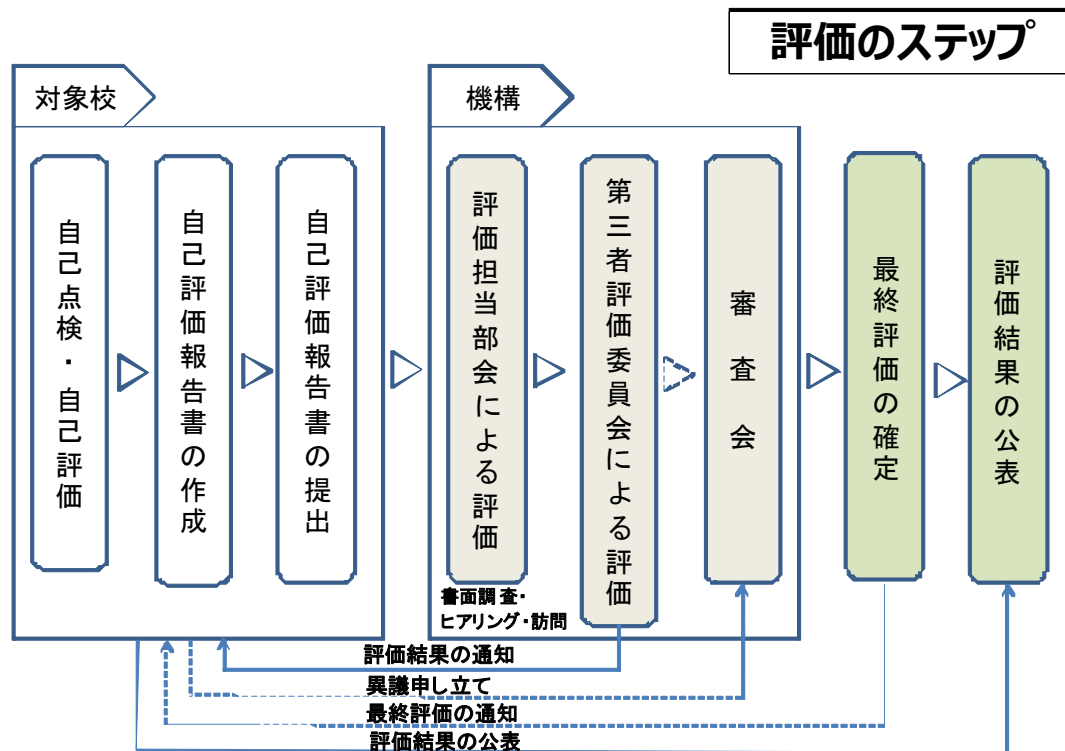 評価のステップ
対象校
機構
自己点検・自己評価
自己評価報告書の作成
自己評価報告書の提出
評価担当部会による評価
第三者評価委員会による評価
審査会
最終評価の確定
評価結果の公表
書面調査・
ヒアリング・訪問
評価結果の通知
異議申し立て
最終評価の通知
評価結果の公表